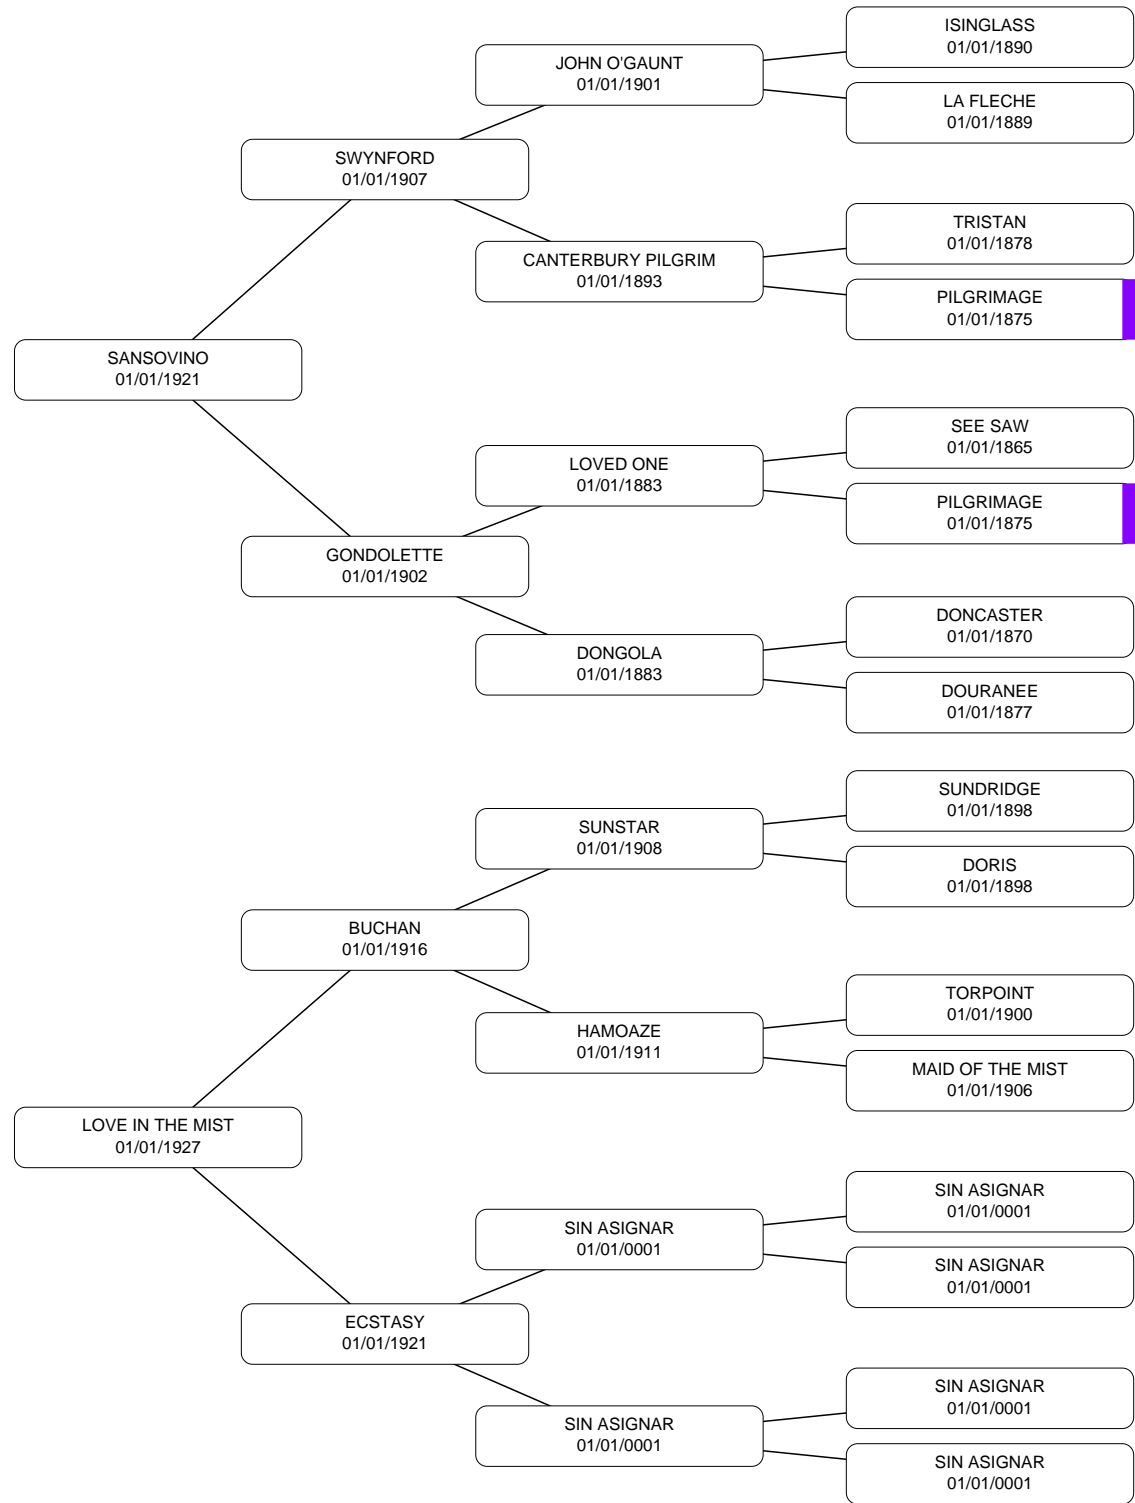 ISINGLASS
01/01/1890
JOHN O'GAUNT
01/01/1901
LA FLECHE
01/01/1889
SWYNFORD
01/01/1907
TRISTAN
01/01/1878
CANTERBURY PILGRIM
01/01/1893
PILGRIMAGE
01/01/1875
SANSOVINO
01/01/1921
SEE SAW
01/01/1865
LOVED ONE
01/01/1883
PILGRIMAGE
01/01/1875
GONDOLETTE
01/01/1902
DONCASTER
01/01/1870
DONGOLA
01/01/1883
DOURANEE
01/01/1877
SUNDRIDGE
01/01/1898
SUNSTAR
01/01/1908
DORIS
01/01/1898
BUCHAN
01/01/1916
TORPOINT
01/01/1900
HAMOAZE
01/01/1911
MAID OF THE MIST
01/01/1906
LOVE IN THE MIST
01/01/1927
SIN ASIGNAR
01/01/0001
SIN ASIGNAR
01/01/0001
SIN ASIGNAR
01/01/0001
ECSTASY
01/01/1921
SIN ASIGNAR
01/01/0001
SIN ASIGNAR
01/01/0001
SIN ASIGNAR
01/01/0001